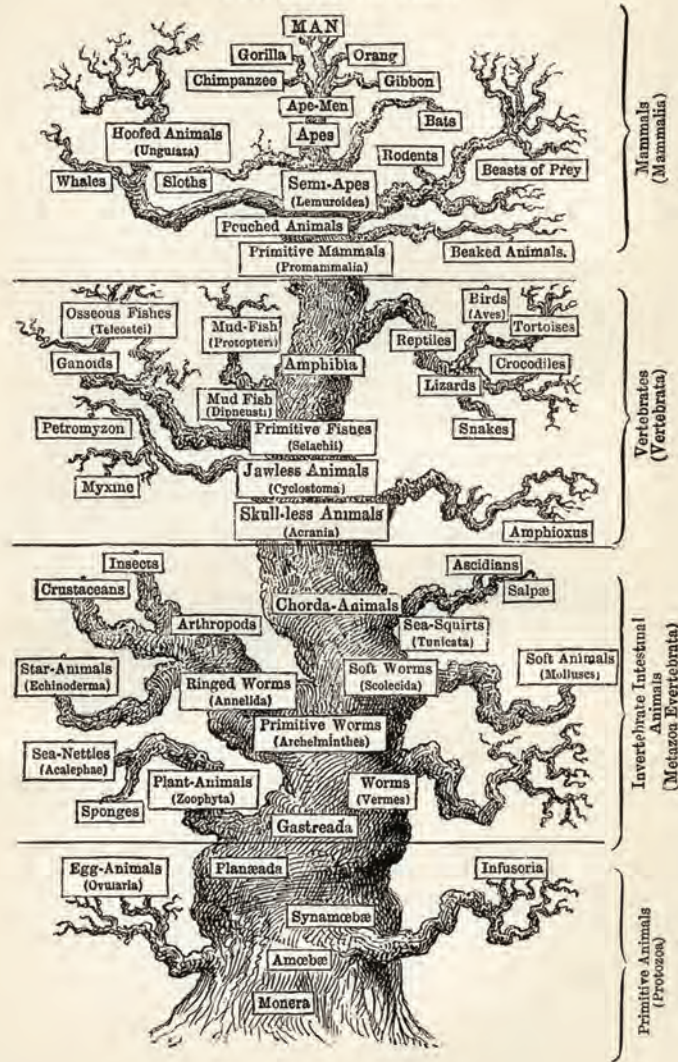 MAN
Gorilla
Orang
Chimpanzee
Gibbon
Ape-Men
Bats
Apes
Hoofed Animals
(Ungulata)
Rodents
Whales
Sloths
Semi-Apes
(Lemuroidea)
Beasts of Prey
Pouched Animals
Primitive Mammals
(Promammalia)
Beaked Animals.
Mammals
(Mammalia)
Osseous Fishes
(Teleostei)
Mud-Fish
(Protopteri)
Birds
(Aves)
Tortoises
Reptiles
Ganoids
Amphibia
Crocodiles
Lizards
Mud Fish
(Dipneusti)
Petromyzon
Primitive Fishes
(Selachii)
Snakes
Jawless Animals
(Cyclostoma)
Myxine
Skull-less Animals
(Acrania)
Amphioxus
Vertebrates
(Vertebrata)
Insects
Ascidians
Crustaceans
Salpæ
Chorda-Animals
Arthropods
Sea-Squirts
(Tunicata)
Star-Animals
(Echinoderma)
Ringed Worms
(Annelida)
Soft Worms
(Scolecida)
Soft Animals
(Molluscs)
Primitive Worms
(Archelminthes)
Sea-Nettles
(Acalephae)
Plant-Animals
(Zoophyta)
Worms
(Vermes)
Sponges
Gastreada
Invertebrate Intestinal
Animals
(Metazoa Evertebrata)
Egg-Animals
(Ovularia)
Planæada
Infusoria
Synamœbæ
Amœbæ
Monera
Primitive Animals
(Protozoa)